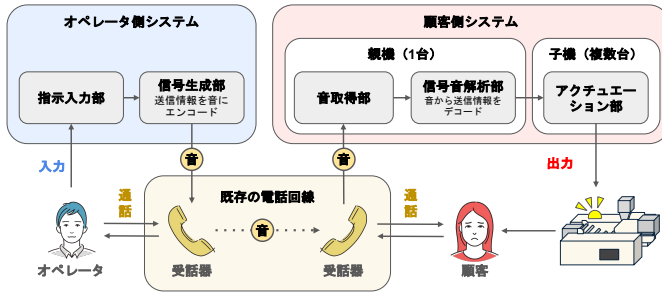 オペレータ側システム
顧客側システム
親機（1台）
子機（複数台）
指示入力部
信号生成部
送信情報を音に
エンコード
音取得部
信号音解析部
音から送信情報を
デコード
アクチュエー
ション部
入力
音
音
出力
通話
既存の電話回線
通話
音
オペレータ
受話器
受話器
顧客